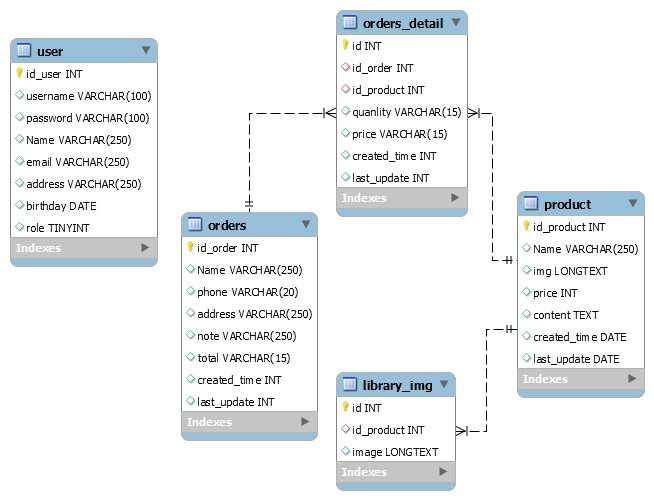 user
id_user INT
username VARCHAR(100)
password VARCHAR(100)
Name VARCHAR(250)
email VARCHAR(250)
address VARCHAR(250)
birthday DATE
role TINYINT
Indexes
orders
id_order INT
Name VARCHAR(250)
phone VARCHAR(20)
address VARCHAR(250)
note VARCHAR(250)
total VARCHAR(15)
created_time INT
last_update INT
Indexes
orders_detail
id INT
id_order INT
id_product INT
quanlity VARCHAR(15)
price VARCHAR(15)
created_time INT
last_update INT
Indexes
library_img
id INT
id_product INT
image LONGTEXT
Indexes
product
id_product INT
Name VARCHAR(250)
img LONGTEXT
price INT
content TEXT
created_time DATE
last_update DATE
Indexes